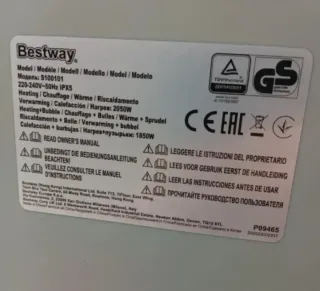 Bestway
Model / Modèle / Modell / Modelo / Model / Modello
Модель: S100101
220-240V~50Hz IPX5
Heating / Chauffage / Wärme / Riscaldamento
Verwarming / Calefacción / Нагрев: 2050W
Heating+Bubble / Chauffage + Bulles / Wärme + Sprudel
Riscaldamento + Bolle / Verwarming + bubbel
Calefacción + Burbujas / Нагрев+пузырьки: 1850W
READ OWNER'S MANUAL
UNBEDINGT DIE BEDIENUNGSANLEITUNG
BEACHTEN!
VEUILLEZ CONSULTER LE MANUEL
D'INSTRUCTIONS
LEGGERE LE ISTRUZIONI DEL PROPRIETARIO
LEES VOOR GEBRUIK EERST DE HANDLEIDING
LEER LAS INSTRUCCIONES ANTES DE USAR
ПРОЧИТАЙТЕ РУКОВОДСТВО ПОЛЬЗОВАТЕЛЯ
TÜV
GS
CE EAC
P09465